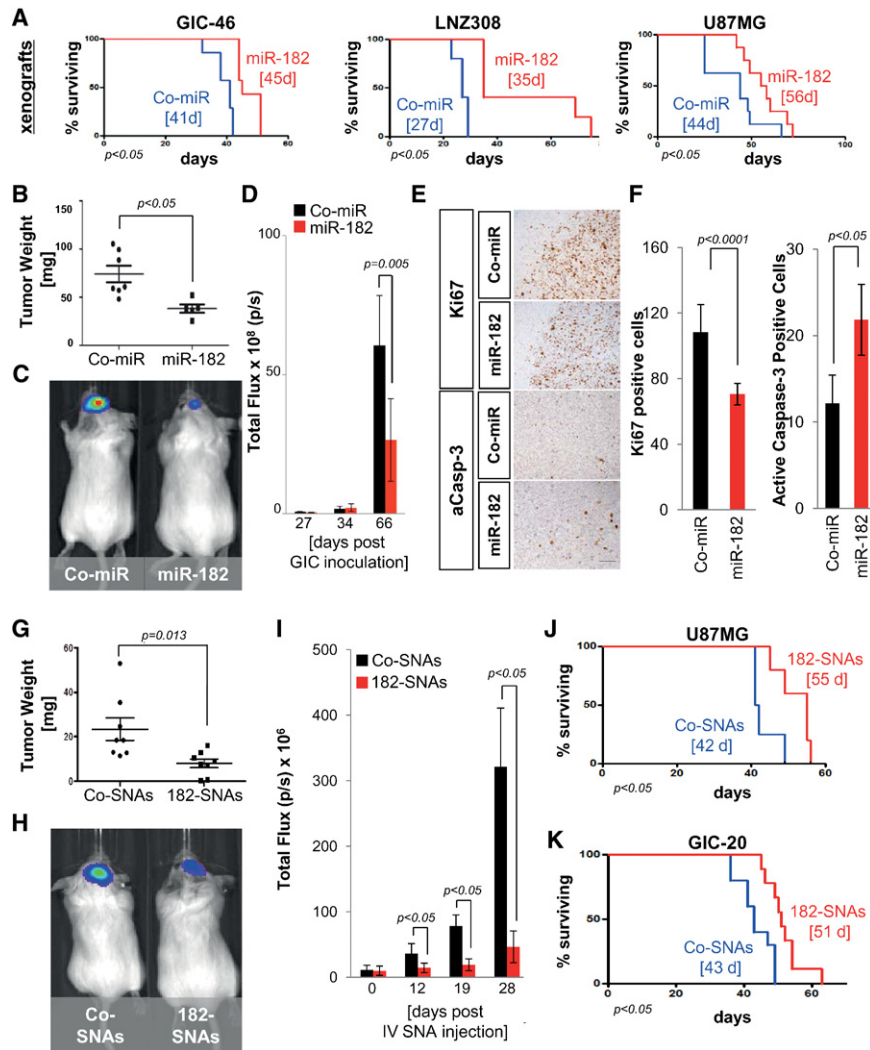 A
xenografts
GIC-46
% surviving
100
50
0
0
20
40
60
miR-182
[45d]
Co-miR
[41d]
p<0.05
days
LNZ308
% surviving
100
50
0
0
20
40
60
miR-182
[35d]
Co-miR
[27d]
p<0.05
days
U87MG
% surviving
100
50
0
0
50
100
miR-182
[56d]
Co-miR
[44d]
p<0.05
days
B
Tumor Weight
[mg]
150
100
50
0
p<0.05
Co-miR
miR-182
C
Co-miR
miR-182
D
Co-miR
miR-182
Total Flux x 10⁸ (p/s)
100
50
0
p=0.005
27
34
66
[days post
GIC inoculation]
E
Ki67
Co-miR
miR-182
aCasp-3
Co-miR
miR-182
F
Ki67 positive cells
160
120
80
40
0
p<0.0001
Co-miR
miR-182
Active Caspase-3 Positive Cells
30
20
10
0
p<0.05
Co-miR
miR-182
G
Tumor Weight
[mg]
60
40
20
0
p=0.013
Co-SNAs
182-SNAs
H
Co-
SNAs
182-
SNAs
I
Co-SNAs
182-SNAs
Total Flux (p/s) x 10⁶
500
400
300
200
100
0
p<0.05
p<0.05
p<0.05
0
12
19
28
[days post
IV SNA injection]
J
U87MG
% surviving
100
50
0
0
20
40
60
182-SNAs
[55 d]
Co-SNAs
[42 d]
p<0.05
days
K
GIC-20
% surviving
100
50
0
0
20
40
60
182-SNAs
[51 d]
Co-SNAs
[43 d]
p<0.05
days